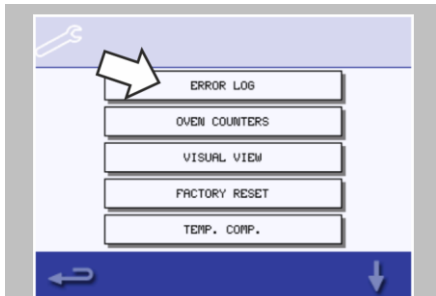 ERROR LOG
OVEN COUNTERS
VISUAL VIEW
FACTORY RESET
TEMP. COMP.